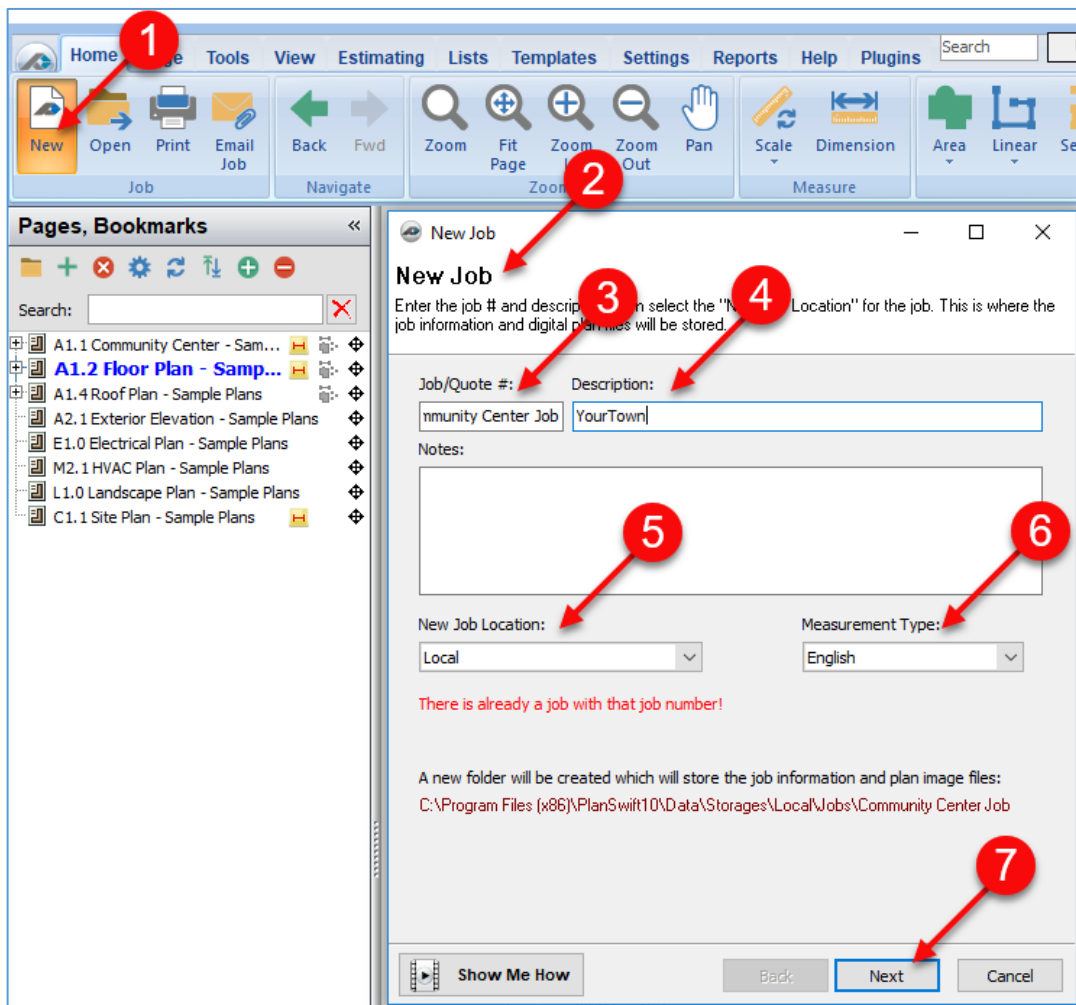 1
Home
Tools
View
Estimating
Lists
Templates
Settings
Reports
Help
Plugins
Search
New
Open
Print
Email
Job
Back
Fwd
Zoom
Fit
Page
Zoom
Zoom
Out
Pan
Scale
Dimension
Area
Linear
Job
Navigate
Measure
2
Pages, Bookmarks
«
Search:
A1.1 Community Center - Sam...
A1.2 Floor Plan - Samp...
A1.4 Roof Plan - Sample Plans
A2.1 Exterior Elevation - Sample Plans
E1.0 Electrical Plan - Sample Plans
M2.1 HVAC Plan - Sample Plans
L1.0 Landscape Plan - Sample Plans
C1.1 Site Plan - Sample Plans
New Job
New Job
3
4
Enter the job # and select the " Location" for the job. This is where the
job information and digital files will be stored.
Job/Quote #:
Description:
mmunity Center Job
YourTown
Notes:
5
6
New Job Location:
Measurement Type:
Local
English
There is already a job with that job number!
A new folder will be created which will store the job information and plan image files:
C:\Program Files (x86)\PlanSwift10\Data\Storages\Local\Jobs\Community Center Job
7
Show Me How
Back
Next
Cancel